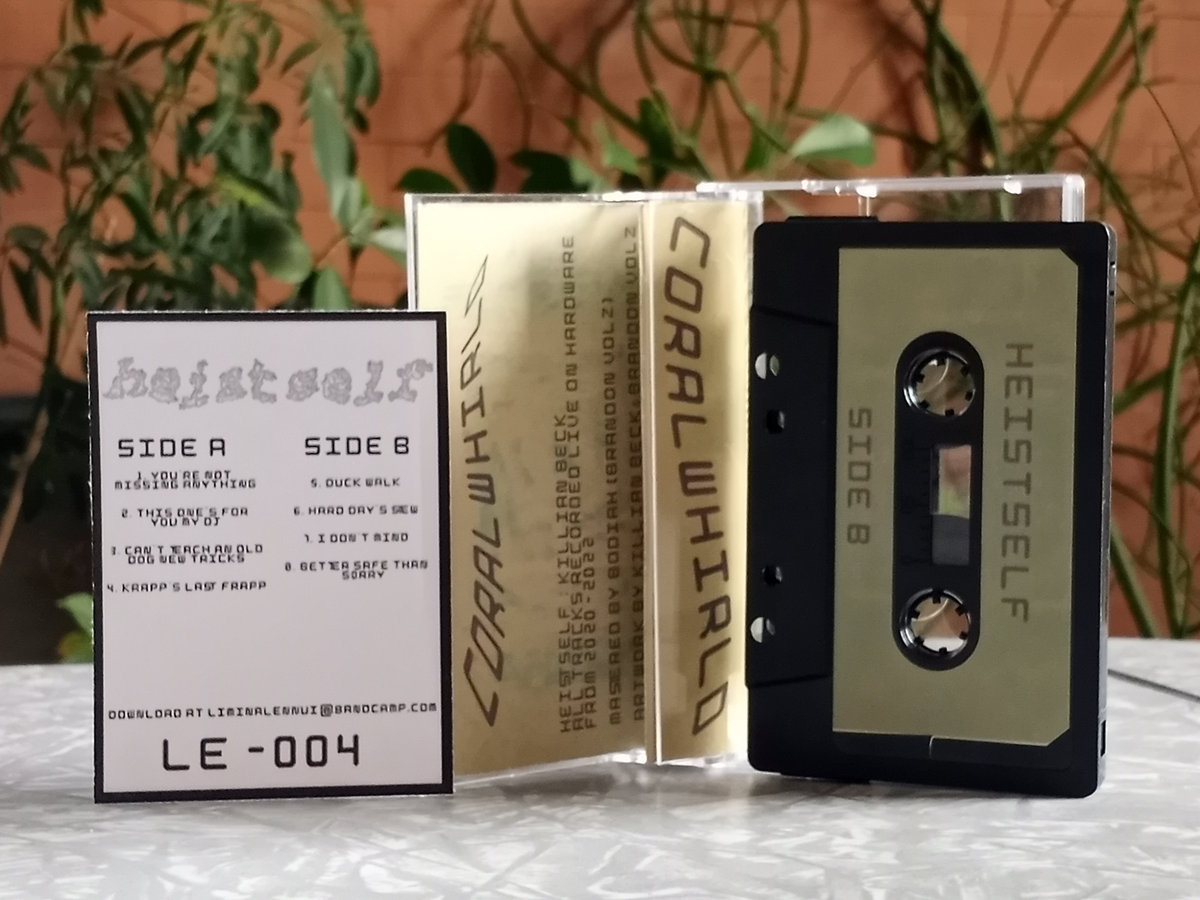 heist self
SIDE A
1. YOU'RE NOT
MISSING ANYTHING
2. THIS ONE'S FOR
YOU MY DJ
3. CAN'T TEACH AN OLD
DOG NEW TRICKS
4. KRAPP'S LAST FRAPP
SIDE B
5. DUCK WALK
6. HARD DAY'S SEW
7. I DON'T MIND
8. BETTER SAFE THAN
SORRY
DOWNLOAD AT LIMINALENNUI@BANDCAMP.COM
LE-004
CORAL WHIRLD
HEISTSELF: KILLIAN BECK
ALL TRACKS RECORDED LIVE ON HARDWARE
FROM 2020-2022
MASTERED BY BODIAK (BRANDON VOLZ)
ARTWORK BY KILLIAN BECK, BRANDON VOLZ
CORAL WHIRLD
HEISTSELF
SIDE B